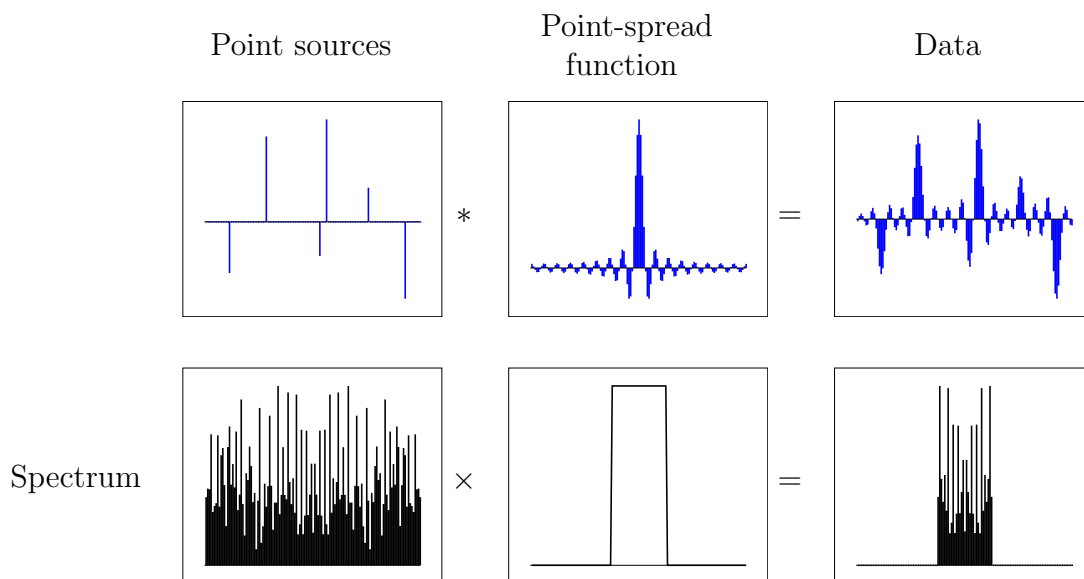 Point sources
Point-spread
function
Data
*
=
Spectrum
×
=